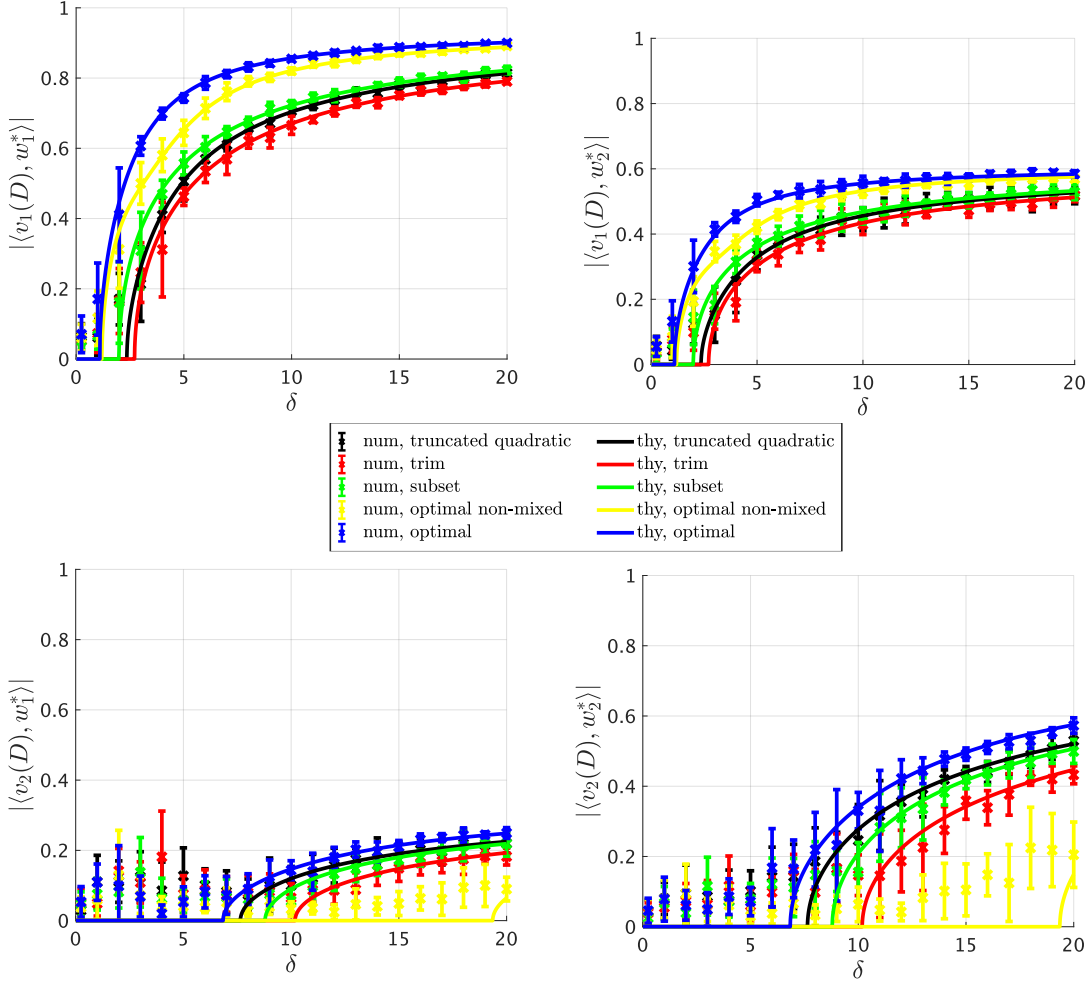 1
0.8
0.6
0.4
0.2
0
0 5 10 15 20
δ
|⟨v₁(D), w₁*⟩|
1
0.8
0.6
0.4
0.2
0
0 5 10 15 20
δ
|⟨v₁(D), w₂*⟩|
num, truncated quadratic thy, truncated quadratic
num, trim thy, trim
num, subset thy, subset
num, optimal non-mixed thy, optimal non-mixed
num, optimal thy, optimal
1
0.8
0.6
0.4
0.2
0
0 5 10 15 20
δ
|⟨v₂(D), w₁*⟩|
1
0.8
0.6
0.4
0.2
0
0 5 10 15 20
δ
|⟨v₂(D), w₂*⟩|